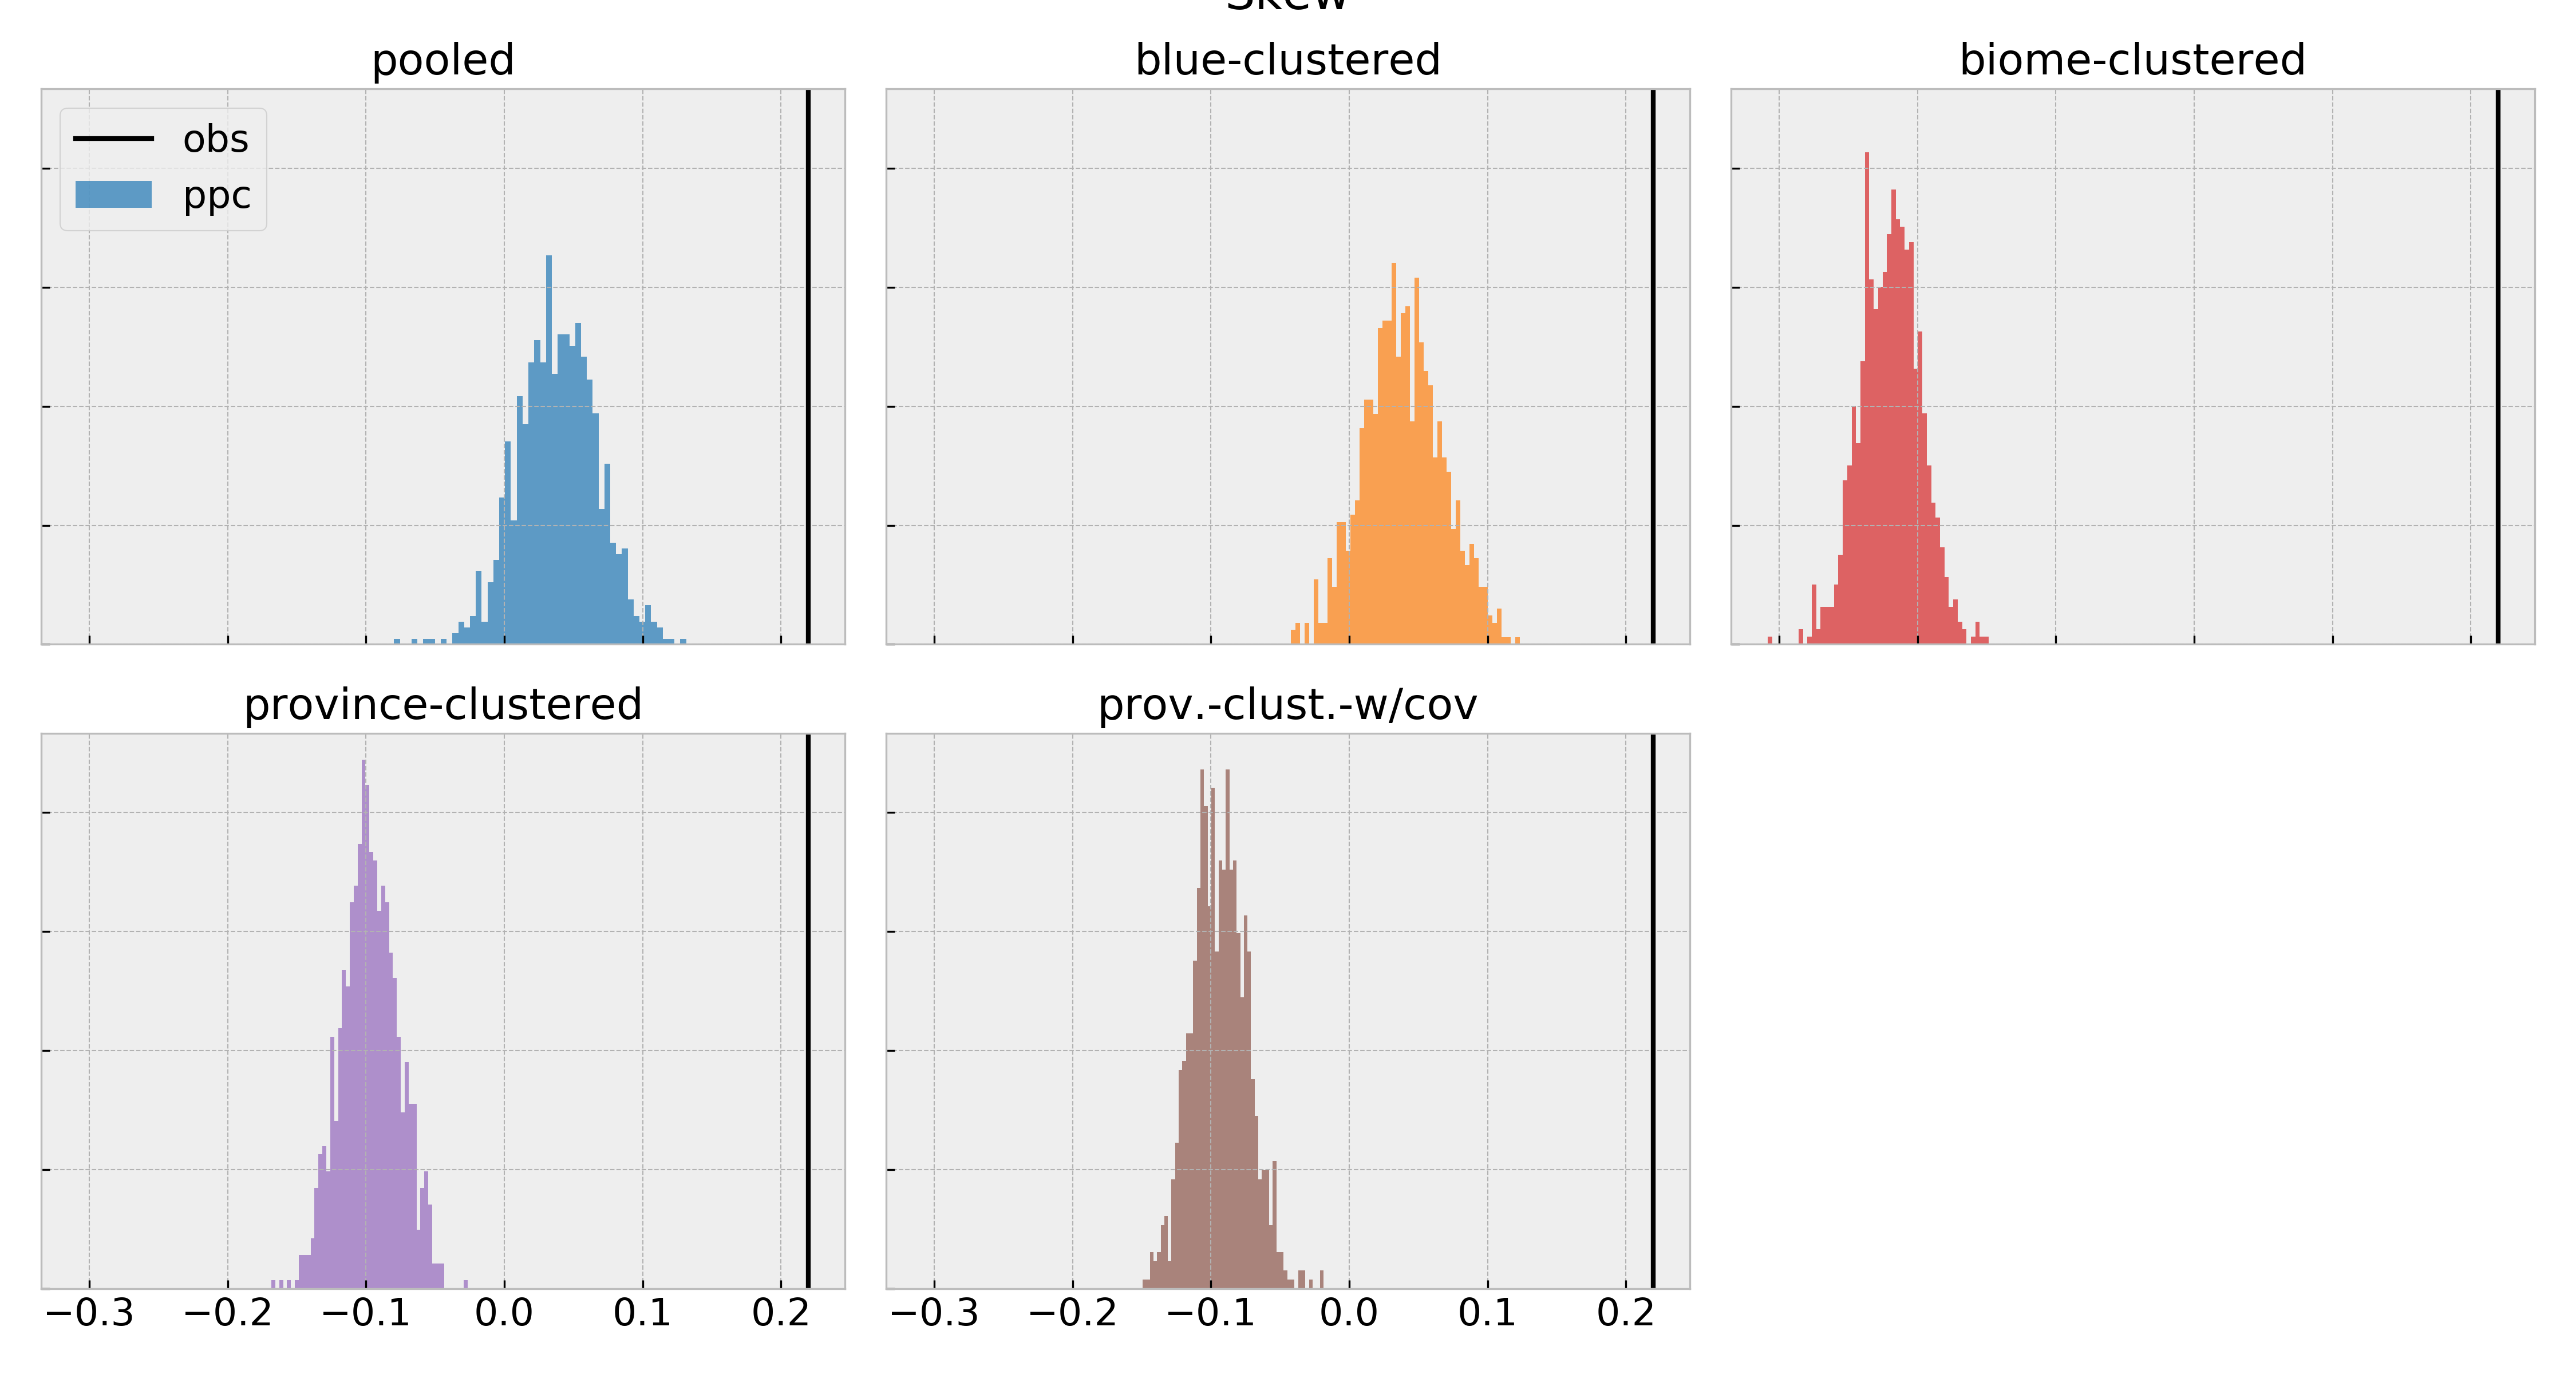 Skew
pooled
blue-clustered
biome-clustered
obs
ppc
province-clustered
prov.-clust.-w/cov
−0.3 −0.2 −0.1 0.0 0.1 0.2
−0.3 −0.2 −0.1 0.0 0.1 0.2